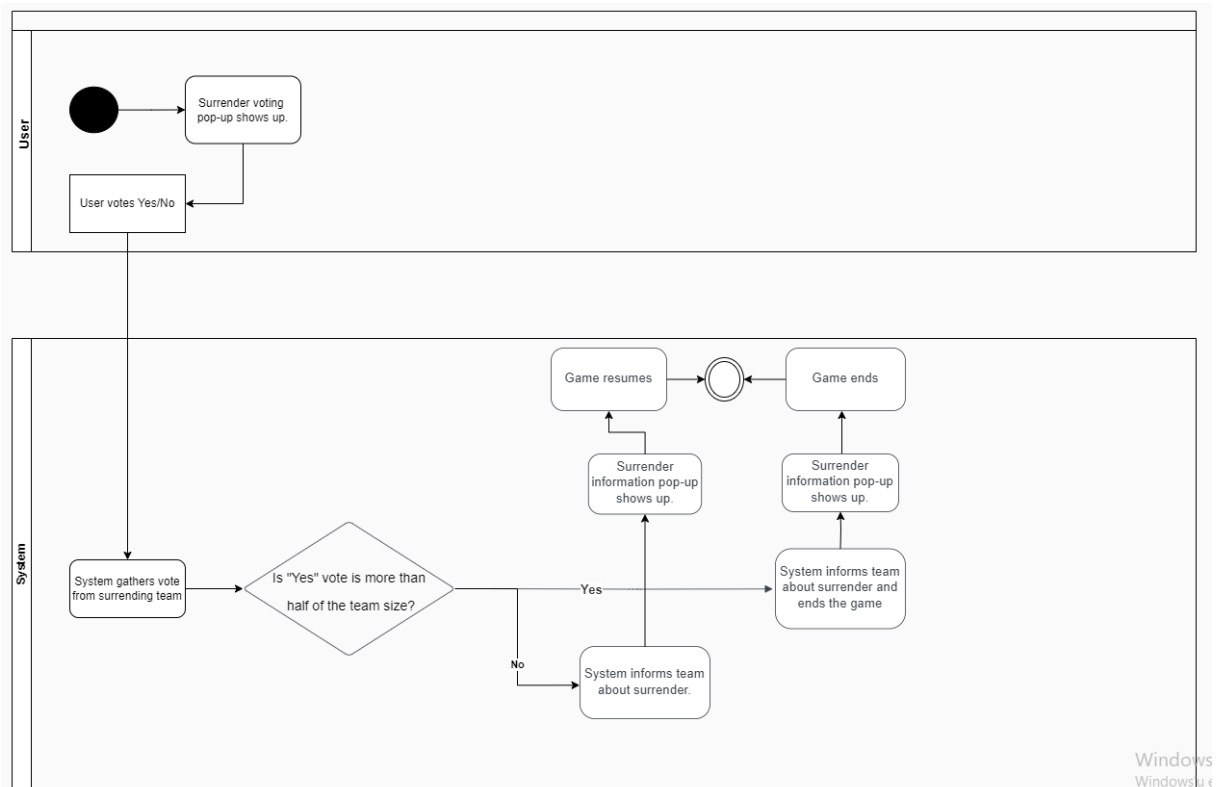 User
Surrender voting
pop-up shows up.
User votes Yes/No
System
Game resumes
Game ends
Surrender
information pop-up
shows up.
Surrender
information pop-up
shows up.
System gathers vote
from surrending team
Is "Yes" vote is more than
half of the team size?
Yes
No
System informs team
about surrender and
ends the game
System informs team
about surrender.
Windows
Windows'u e